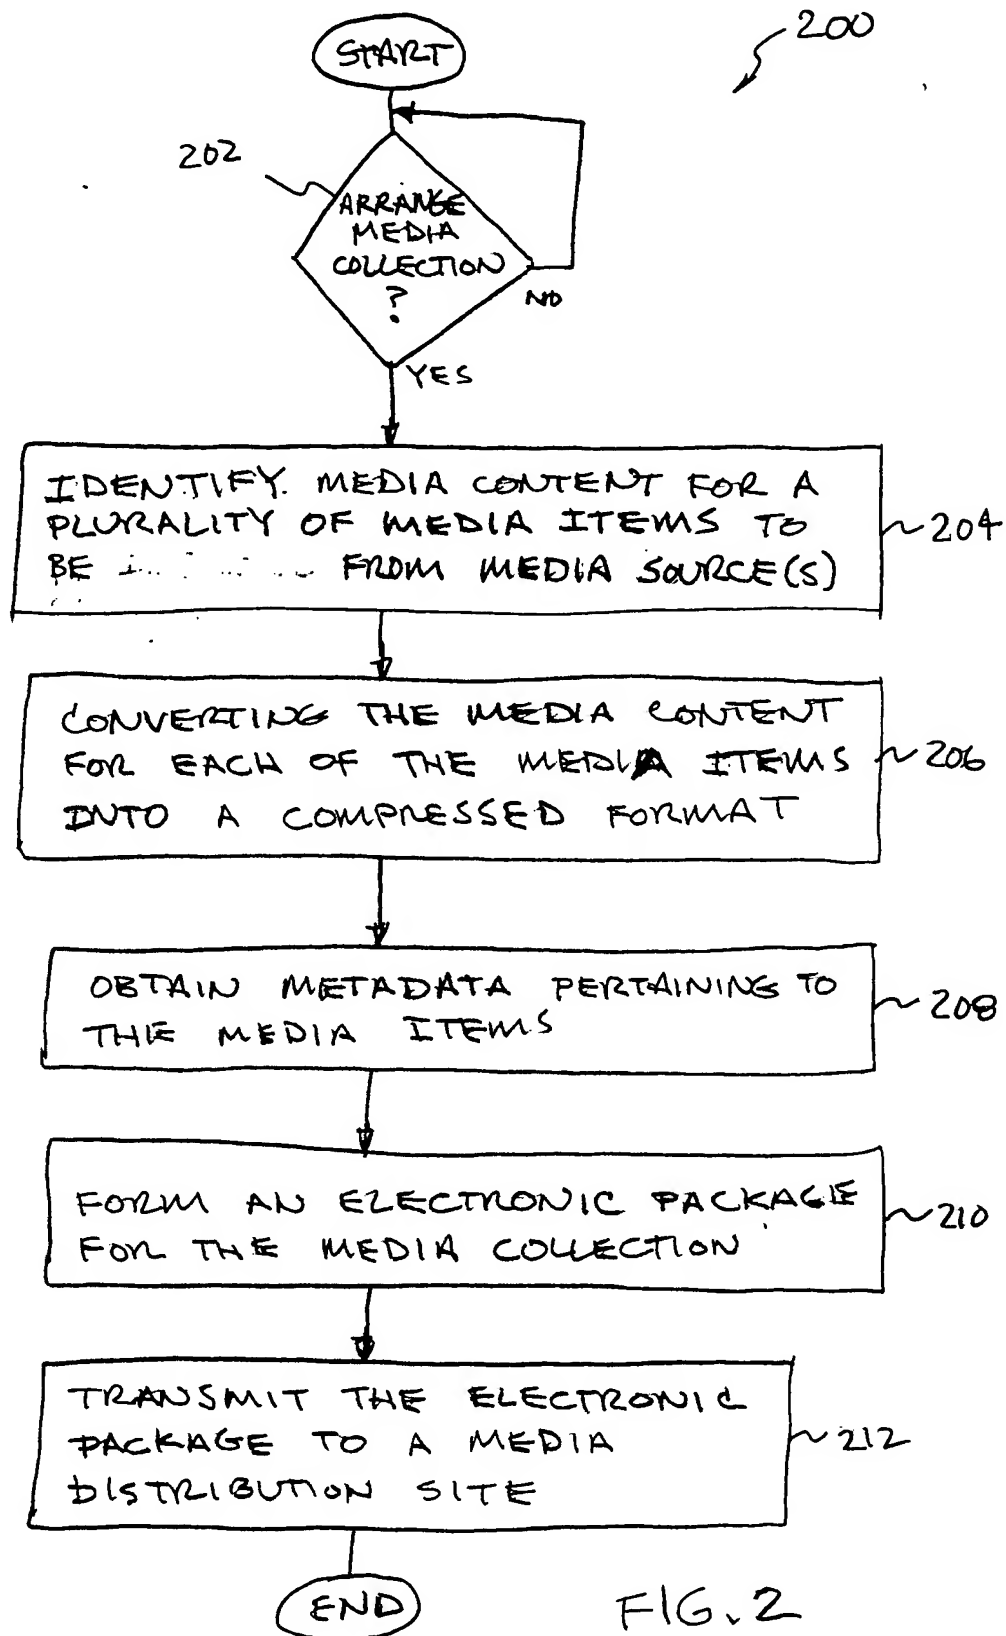 START
200
202
ARRANGE
MEDIA
COLLECTION
?
NO
YES
IDENTIFY MEDIA CONTENT FOR A
PLURALITY OF MEDIA ITEMS TO
BE FROM MEDIA SOURCE(S)
204
CONVERTING THE MEDIA CONTENT
FOR EACH OF THE MEDIA ITEMS
INTO A COMPRESSED FORMAT
206
OBTAIN METADATA PERTAINING TO
THE MEDIA ITEMS
208
FORM AN ELECTRONIC PACKAGE
FOR THE MEDIA COLLECTION
210
TRANSMIT THE ELECTRONIC
PACKAGE TO A MEDIA
DISTRIBUTION SITE
212
END
FIG. 2